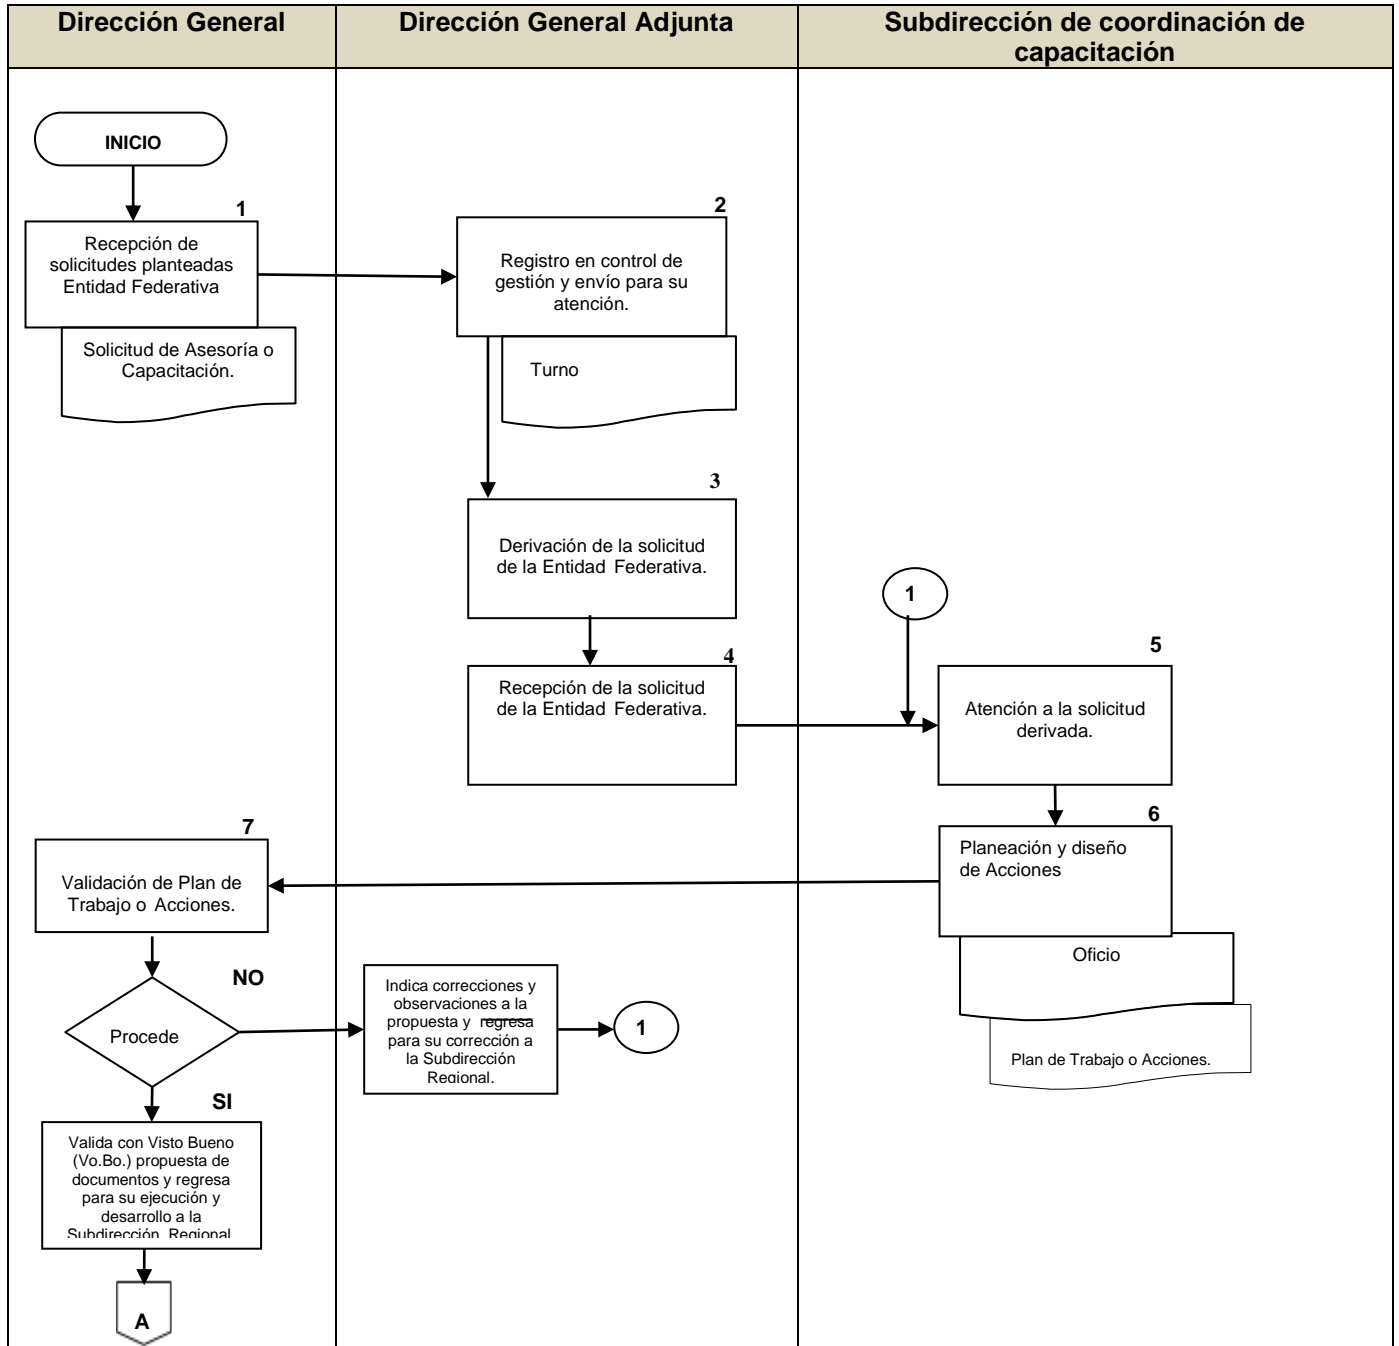 Dirección General
Dirección General Adjunta
Subdirección de coordinación de
capacitación
INICIO
1
Recepción de
solicitudes planteadas
Entidad Federativa
Solicitud de Asesoría o
Capacitación.
2
Registro en control de
gestión y envío para su
atención.
Turno
3
Derivación de la solicitud
de la Entidad Federativa.
4
Recepción de la solicitud
de la Entidad Federativa.
1
5
Atención a la solicitud
derivada.
6
Planeación y diseño
de Acciones
Oficio
Plan de Trabajo o Acciones.
7
Validación de Plan de
Trabajo o Acciones.
Procede
NO
Indica correcciones y
observaciones a la
propuesta y regresa
para su corrección a
la Subdirección
Regional.
1
SI
Valida con Visto Bueno
(Vo.Bo.) propuesta de
documentos y regresa
para su ejecución y
desarrollo a la
Subdirección Regional
A